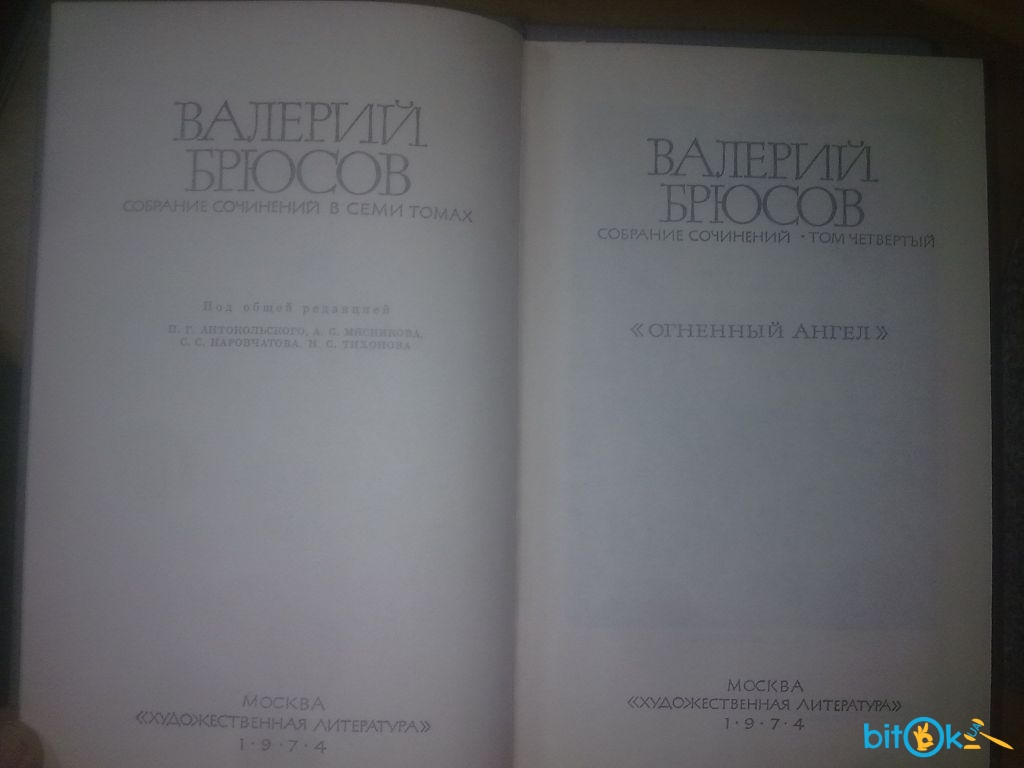 ВАЛЕРИЙ
БРЮСОВ
СОБРАНИЕ СОЧИНЕНИЙ В СЕМИ ТОМАХ
Под общей редакцией
П. Г. АНТОКОЛЬСКОГО, А. С. МЯСНИКОВА,
С. С. НАРОВЧАТОВА, Н. С. ТИХОНОВА
МОСКВА
«ХУДОЖЕСТВЕННАЯ ЛИТЕРАТУРА»
1·9·7·4
ВАЛЕРИЙ
БРЮСОВ
СОБРАНИЕ СОЧИНЕНИЙ · ТОМ ЧЕТВЕРТЫЙ
«ОГНЕННЫЙ АНГЕЛ»
МОСКВА
«ХУДОЖЕСТВЕННАЯ ЛИТЕРАТУРА»
1·9·7·4
bitOk UA